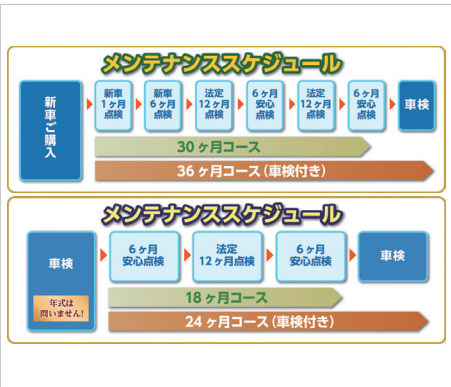 メンテナンススケジュール
新車ご購入
新車
1ヶ月
点検
新車
6ヶ月
点検
法定
12ヶ月
点検
6ヶ月
安心
点検
法定
12ヶ月
点検
6ヶ月
安心
点検
車検
30ヶ月コース
36ヶ月コース(車検付き)
メンテナンススケジュール
車検
年式は
問いません!
6ヶ月
安心点検
法定
12ヶ月点検
6ヶ月
安心点検
車検
18ヶ月コース
24ヶ月コース(車検付き)